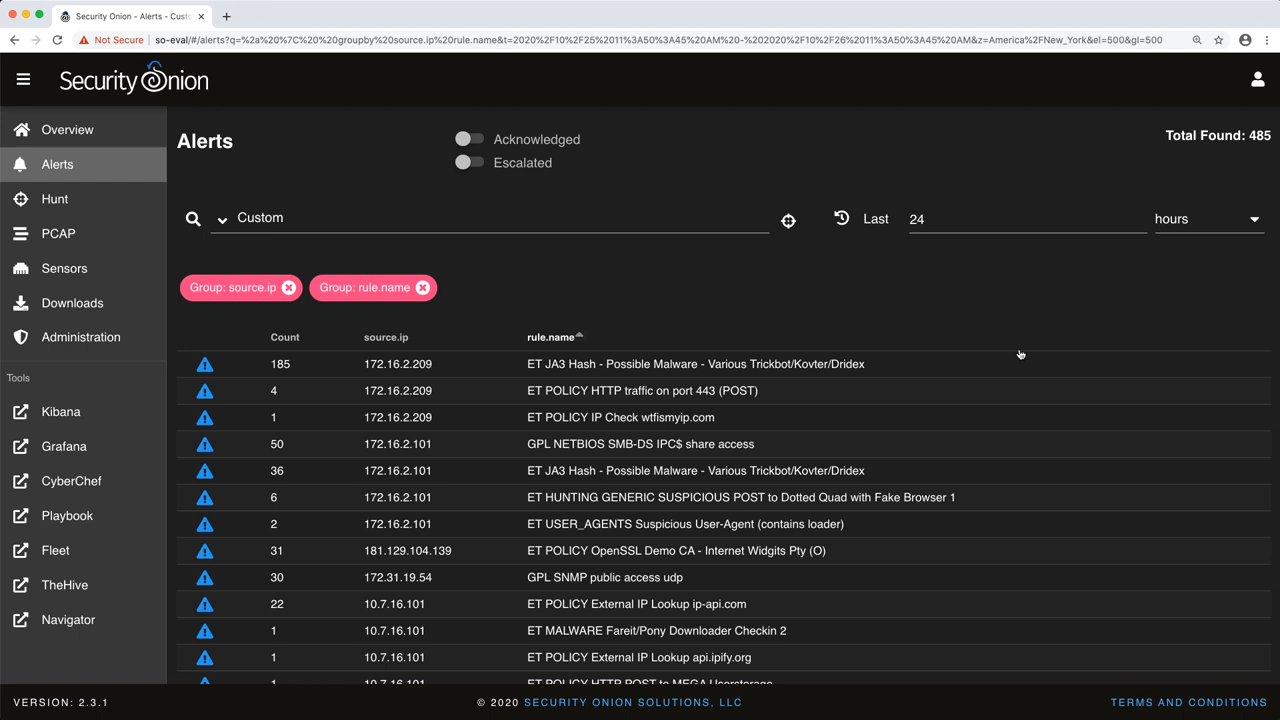 Security Onion - Alerts - Custo
Not Secure
so-eval/#/alerts?q=%2a%20%7C%20%20groupby%20source.ip%20rule.name&t=2020%2F10%2F25%2011%3A50%3A45%20AM%20-%202020%2F10%2F26%2011%3A50%3A45%20AM&z=America%2FNew_York&el=500&gl=500
Security Onion
Overview
Alerts
Hunt
PCAP
Sensors
Downloads
Administration
Tools
Kibana
Grafana
CyberChef
Playbook
Fleet
TheHive
Navigator
Alerts
Acknowledged
Escalated
Total Found: 485
Custom
Last 24 hours
Group: source.ip Group: rule.name
Count source.ip rule.name
185 172.16.2.209 ET JA3 Hash - Possible Malware - Various Trickbot/Kovter/Dridex
4 172.16.2.209 ET POLICY HTTP traffic on port 443 (POST)
1 172.16.2.209 ET POLICY IP Check wtfismyip.com
50 172.16.2.101 GPL NETBIOS SMB-DS IPC$ share access
36 172.16.2.101 ET JA3 Hash - Possible Malware - Various Trickbot/Kovter/Dridex
6 172.16.2.101 ET HUNTING GENERIC SUSPICIOUS POST to Dotted Quad with Fake Browser 1
2 172.16.2.101 ET USER_AGENTS Suspicious User-Agent (contains loader)
31 181.129.104.139 ET POLICY OpenSSL Demo CA - Internet Widgits Pty (O)
30 172.31.19.54 GPL SNMP public access udp
22 10.7.16.101 ET POLICY External IP Lookup ip-api.com
1 10.7.16.101 ET MALWARE Fareit/Pony Downloader Checkin 2
1 10.7.16.101 ET POLICY External IP Lookup api.ipify.org
1 10.7.16.101 ET POLICY HTTP POST to MEGA Userstorage
VERSION: 2.3.1
© 2020 SECURITY ONION SOLUTIONS, LLC
TERMS AND CONDITIONS